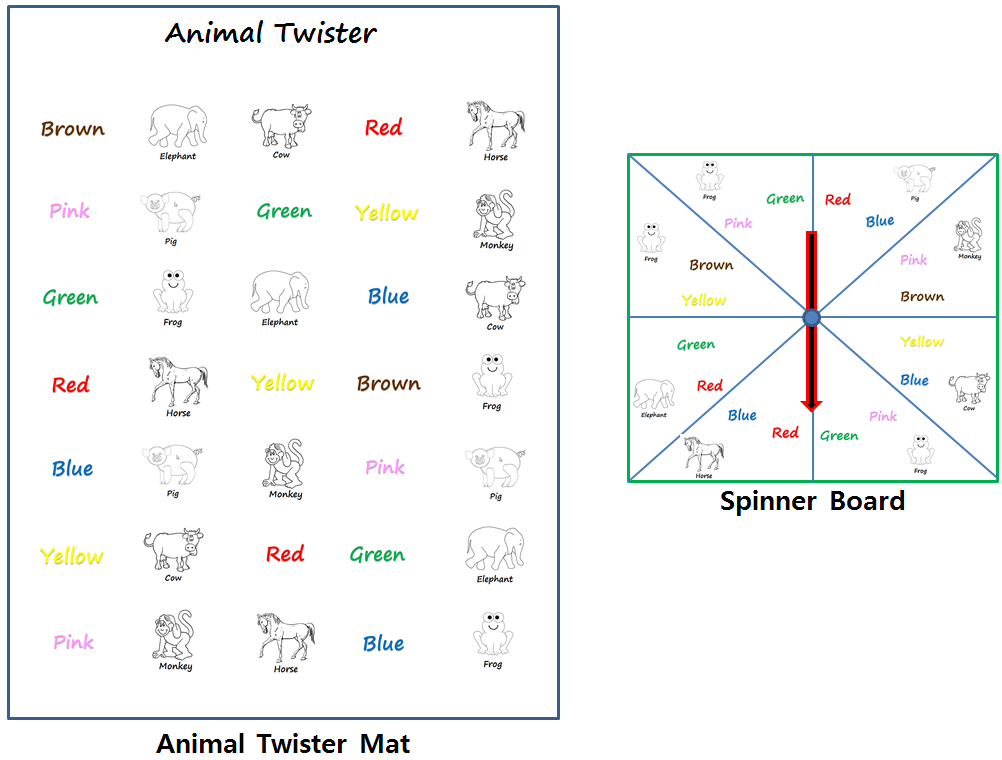 Animal Twister
Brown Elephant Cow Red Horse
Pink Pig Green Yellow Monkey
Green Frog Elephant Blue Cow
Red Horse Yellow Brown Frog
Blue Pig Monkey Pink Pig
Yellow Cow Red Green Elephant
Pink Monkey Horse Blue Frog
Animal Twister Mat
Frog Green Red Pig
Pink Blue
Frog Brown Pink Monkey
Yellow Brown
Green Yellow
Elephant Red Blue Cow
Blue Pink
Horse Red Green Frog
Spinner Board